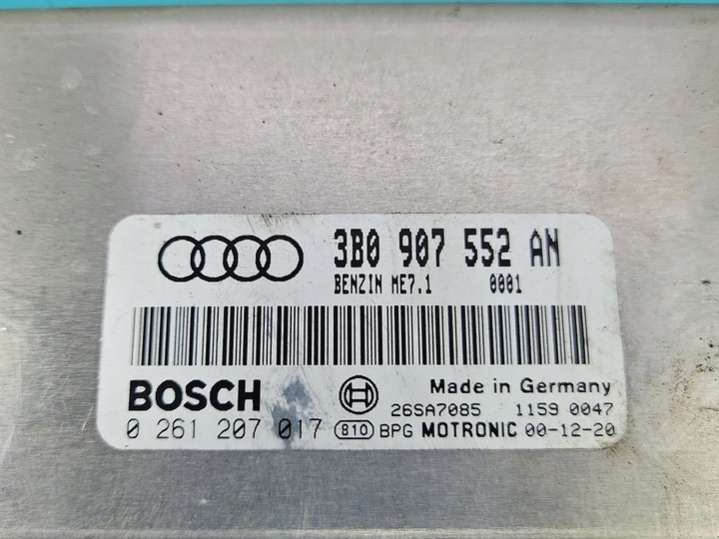 3B0 907 552 AN
BENZIN ME7.1 0001
BOSCH Made in Germany
26SA7085 1159 0047
0 261 207 017 810 BPG MOTRONIC 00-12-20